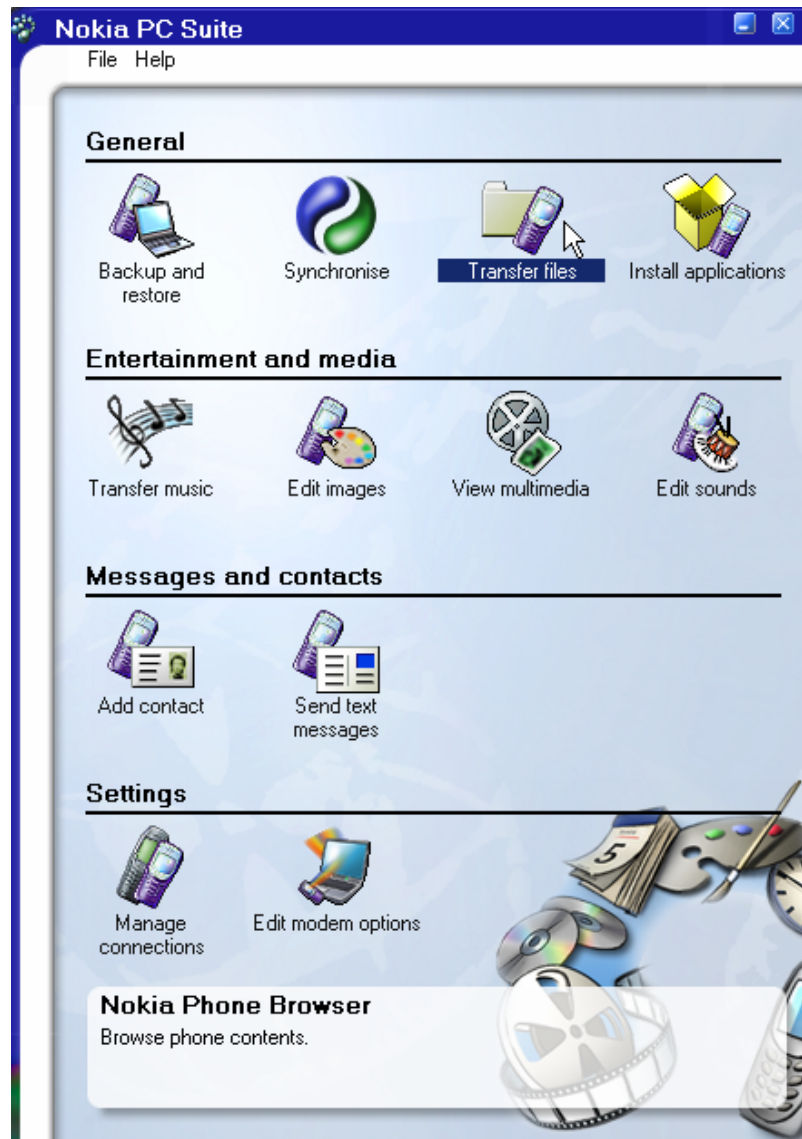 Nokia PC Suite
File Help
General
Backup and restore
Synchronise
Transfer files
Install applications
Entertainment and media
Transfer music
Edit images
View multimedia
Edit sounds
Messages and contacts
Add contact
Send text messages
Settings
5
Manage connections
Edit modem options
Nokia Phone Browser
Browse phone contents.